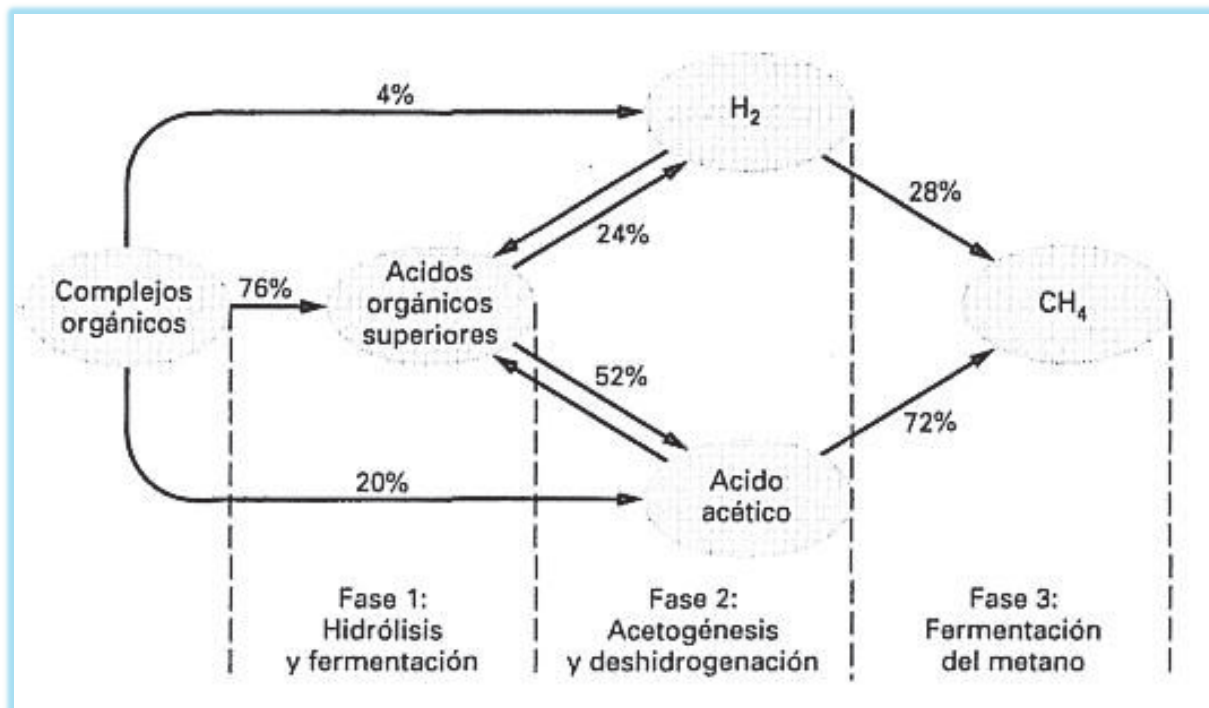 4%
H₂
28%
24%
Complejos
orgánicos
76%
Acidos
orgánicos
superiores
CH₄
52%
72%
20%
Acido
acático
Fase 1:
Hidrólisis
y fermentación
Fase 2:
Acetogénesis
y deshidrogenación
Fase 3:
Fermentación
del metano